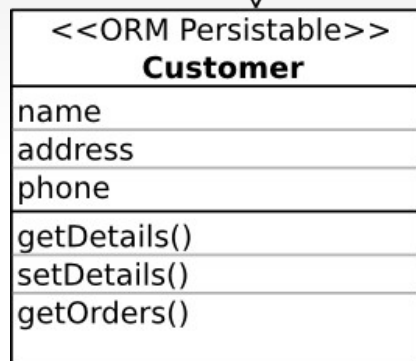 <<ORM Persistable>>
Customer
name
address
phone
getDetails()
setDetails()
getOrders()